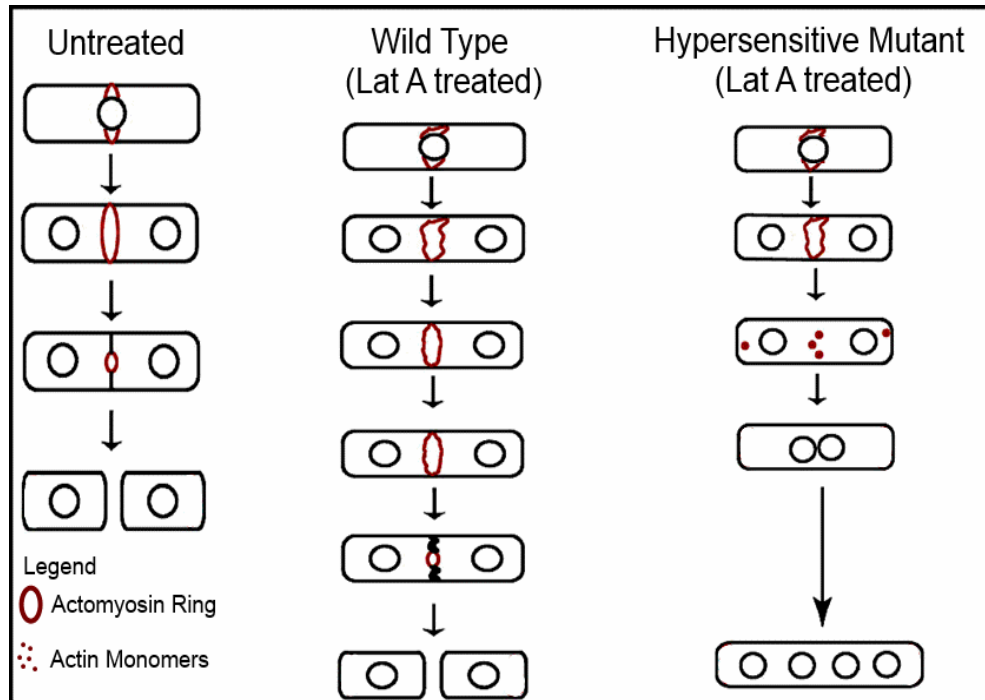 Untreated
Wild Type
(Lat A treated)
Hypersensitive Mutant
(Lat A treated)
Legend
Actomyosin Ring
Actin Monomers